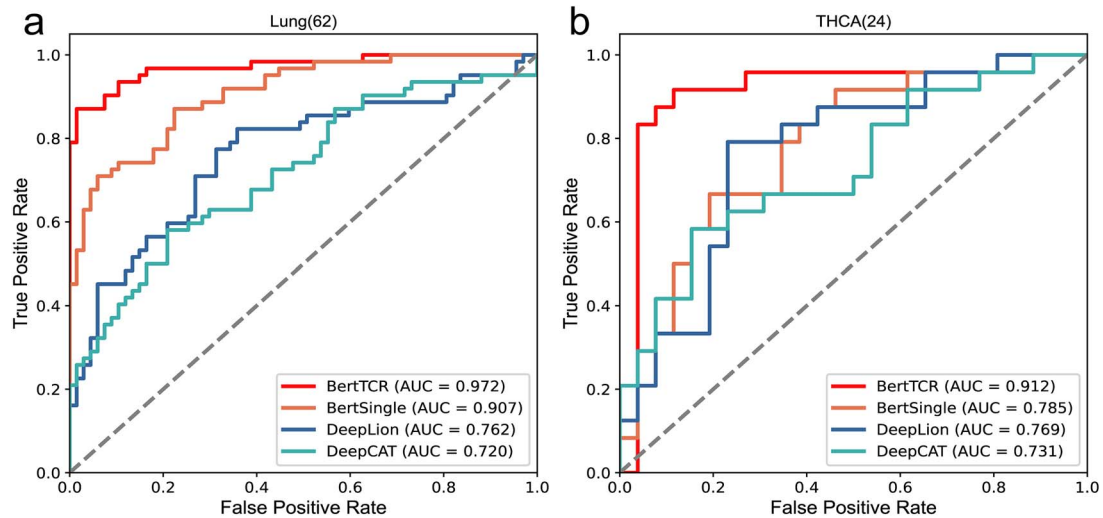 a
Lung(62)
True Positive Rate
1.0
0.8
0.6
0.4
0.2
0.0
0.0 0.2 0.4 0.6 0.8 1.0
False Positive Rate
BertTCR (AUC = 0.972)
BertSingle (AUC = 0.907)
DeepLion (AUC = 0.762)
DeepCAT (AUC = 0.720)
b
THCA(24)
True Positive Rate
1.0
0.8
0.6
0.4
0.2
0.0
0.0 0.2 0.4 0.6 0.8 1.0
False Positive Rate
BertTCR (AUC = 0.912)
BertSingle (AUC = 0.785)
DeepLion (AUC = 0.769)
DeepCAT (AUC = 0.731)